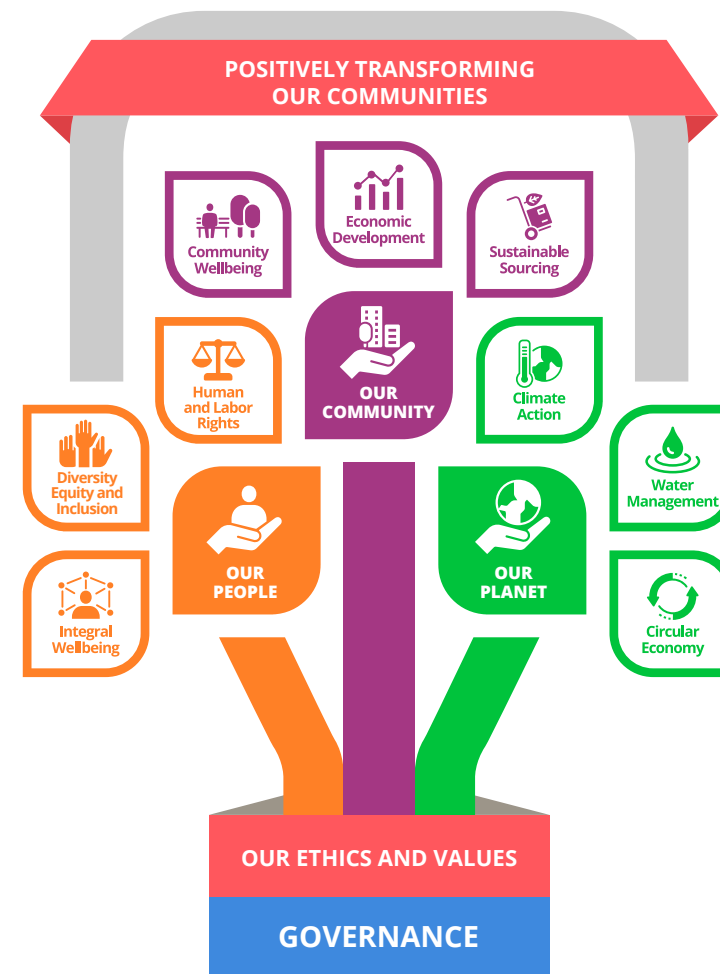 POSITIVELY TRANSFORMING
OUR COMMUNITIES
Economic
Development
Community
Wellbeing
Sustainable
Sourcing
OUR
COMMUNITY
Human
and Labor
Rights
Climate
Action
Diversity
Equity and
Inclusion
Water
Management
OUR
PEOPLE
OUR
PLANET
Integral
Wellbeing
Circular
Economy
OUR ETHICS AND VALUES
GOVERNANCE